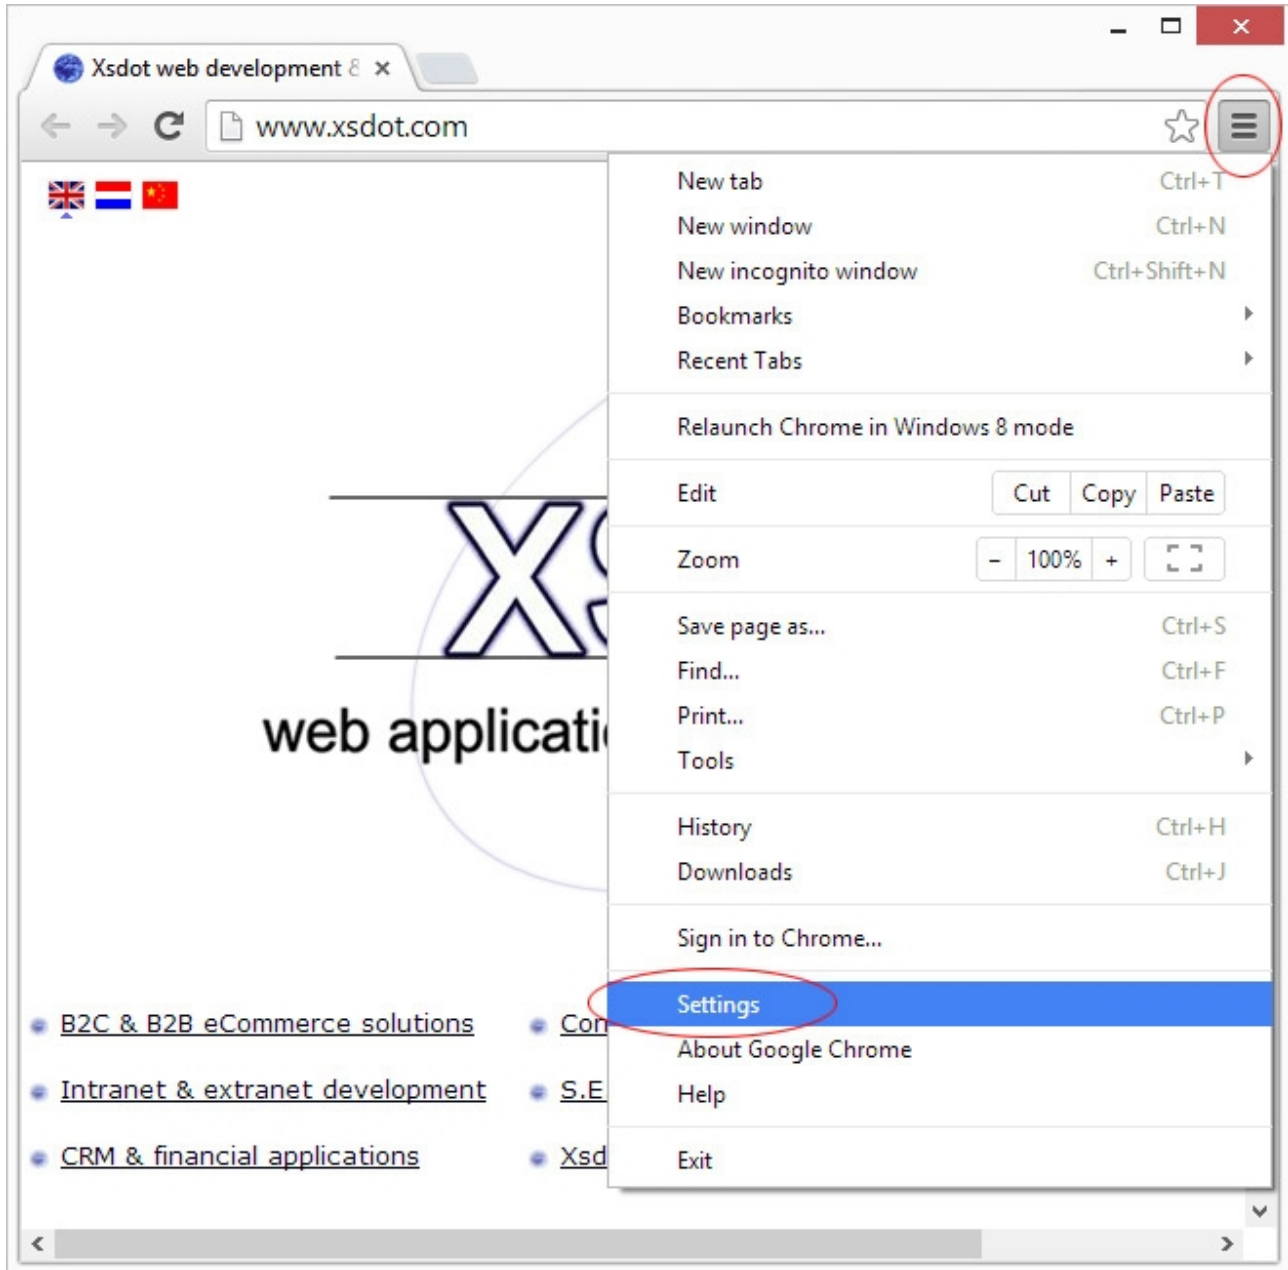 Xsdot web development &
www.xsdot.com
New tab Ctrl+T
New window Ctrl+N
New incognito window Ctrl+Shift+N
Bookmarks
Recent Tabs
Relaunch Chrome in Windows 8 mode
Edit Cut Copy Paste
Zoom - 100% +
XS
web applicati
Save page as... Ctrl+S
Find... Ctrl+F
Print... Ctrl+P
Tools
History Ctrl+H
Downloads Ctrl+J
Sign in to Chrome...
Settings
About Google Chrome
Help
Exit
B2C & B2B eCommerce solutions
Intranet & extranet development S.E.
CRM & financial applications Xsd